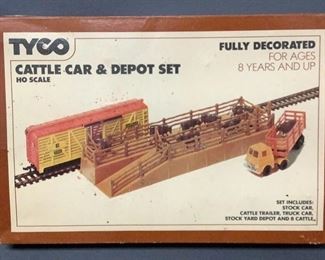 TYCO
CATTLE CAR & DEPOT SET
HO SCALE
FULLY DECORATED
FOR AGES
8 YEARS AND UP
SET INCLUDES:
STOCK CAR,
CATTLE TRAILER, TRUCK CAR,
STOCK YARD DEPOT AND 8 CATTLE.